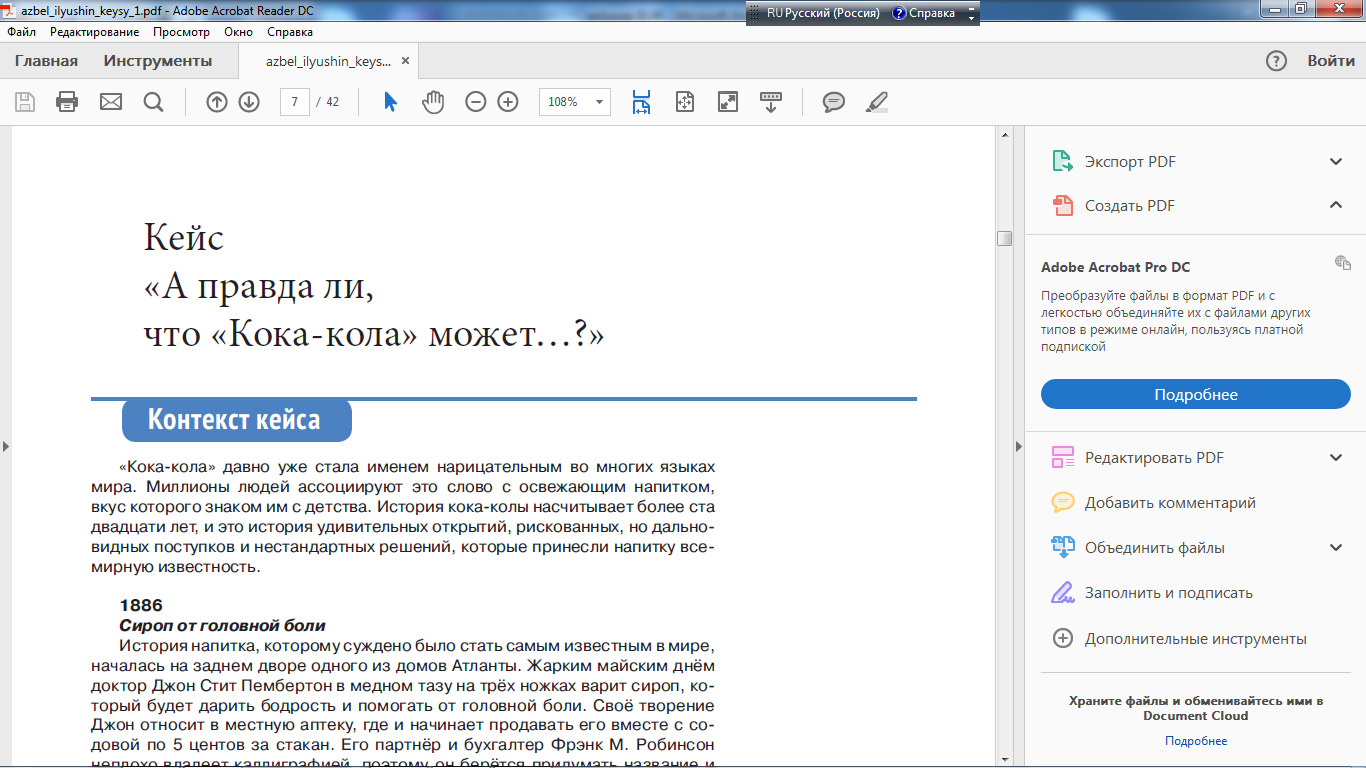 azbel_ilyushin_keysy_1.pdf - Adobe Acrobat Reader DC
RU Русский (Россия) Справка
Файл Редактирование Просмотр Окно Справка
Главная Инструменты azbel_ilyushin_keys... × Войти
7 / 42 108%
Кейс
«А правда ли,
что «Кока-кола» может…?»
Контекст кейса
«Кока-кола» давно уже стала именем нарицательным во многих языках
мира. Миллионы людей ассоциируют это слово с освежающим напитком,
вкус которого знаком им с детства. История кока-колы насчитывает более ста
двадцати лет, и это история удивительных открытий, рискованных, но дально-
видных поступков и нестандартных решений, которые принесли напитку все-
мирную известность.
1886
Сироп от головной боли
История напитка, которому суждено было стать самым известным в мире,
началась на заднем дворе одного из домов Атланты. Жарким майским днём
доктор Джон Стит Пембертон в медном тазу на трёх ножках варит сироп, ко-
торый будет дарить бодрость и помогать от головной боли. Своё творение
Джон относит в местную аптеку, где и начинает продавать его вместе с со-
довой по 5 центов за стакан. Его партнёр и бухгалтер Фрэнк М. Робинсон
неплохо владеет каллиграфией, поэтому он берётся придумать название и
Экспорт PDF
Создать PDF
Adobe Acrobat Pro DC
Преобразуйте файлы в формат PDF и с
легкостью объединяйте их с файлами других
типов в режиме онлайн, пользуясь платной
подпиской
Подробнее
Редактировать PDF
Добавить комментарий
Объединить файлы
Заполнить и подписать
Дополнительные инструменты
Храните файлы и обменивайтесь ими в
Document Cloud
Подробнее